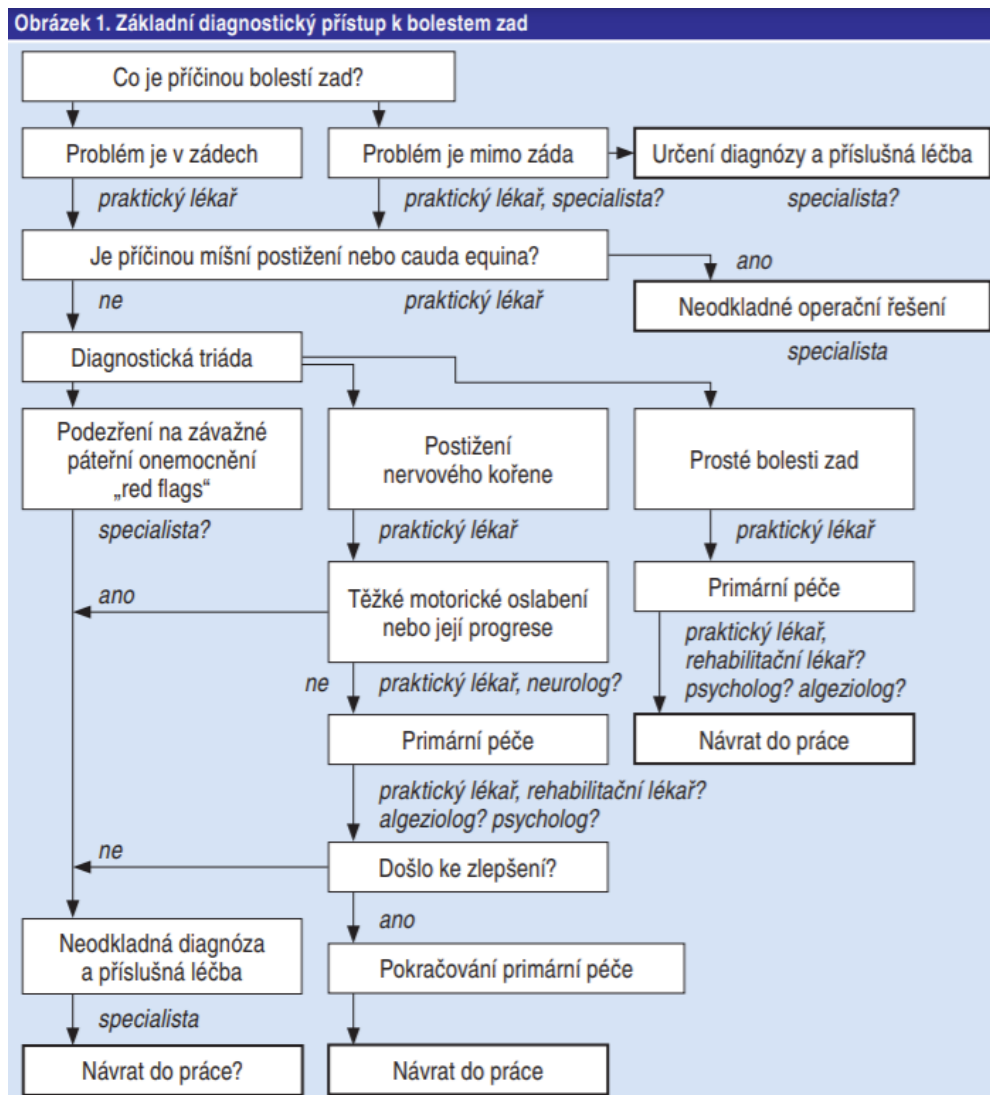 Obrázek 1. Základní diagnostický přístup k bolestem zad
Co je příčinou bolestí zad?
Problém je v zádech
Problém je mimo záda
Určení diagnózy a příslušná léčba
praktický lékař
praktický lékař, specialista?
specialista?
Je příčinou míšní postižení nebo cauda equina?
ano
ne
praktický lékař
Neodkladné operační řešení
specialista
Diagnostická triáda
Podezření na závažné
páteřní onemocnění
„red flags“
Postižení
nervového kořene
Prosté bolesti zad
specialista?
praktický lékař
praktický lékař
ano
Těžké motorické oslabení
nebo její progrese
Primární péče
praktický lékař,
rehabilitační lékař?
psycholog? algeziolog?
ne
praktický lékař, neurolog?
Primární péče
Návrat do práce
praktický lékař, rehabilitační lékař?
algeziolog? psycholog?
ne
Došlo ke zlepšení?
ano
Neodkladná diagnóza
a příslušná léčba
Pokračování primární péče
specialista
Návrat do práce?
Návrat do práce